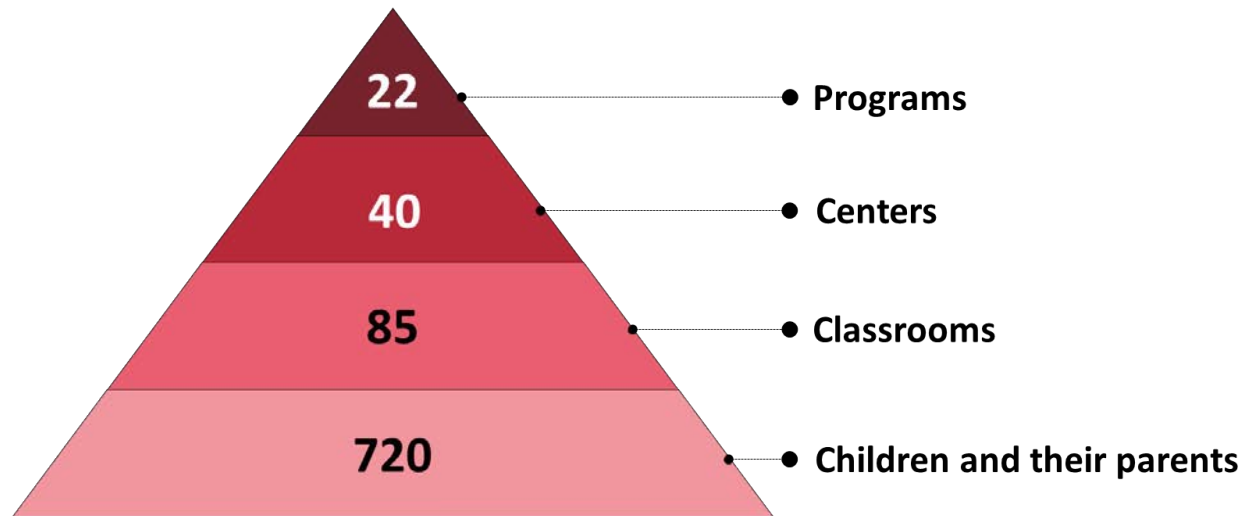 22 Programs
40 Centers
85 Classrooms
720 Children and their parents